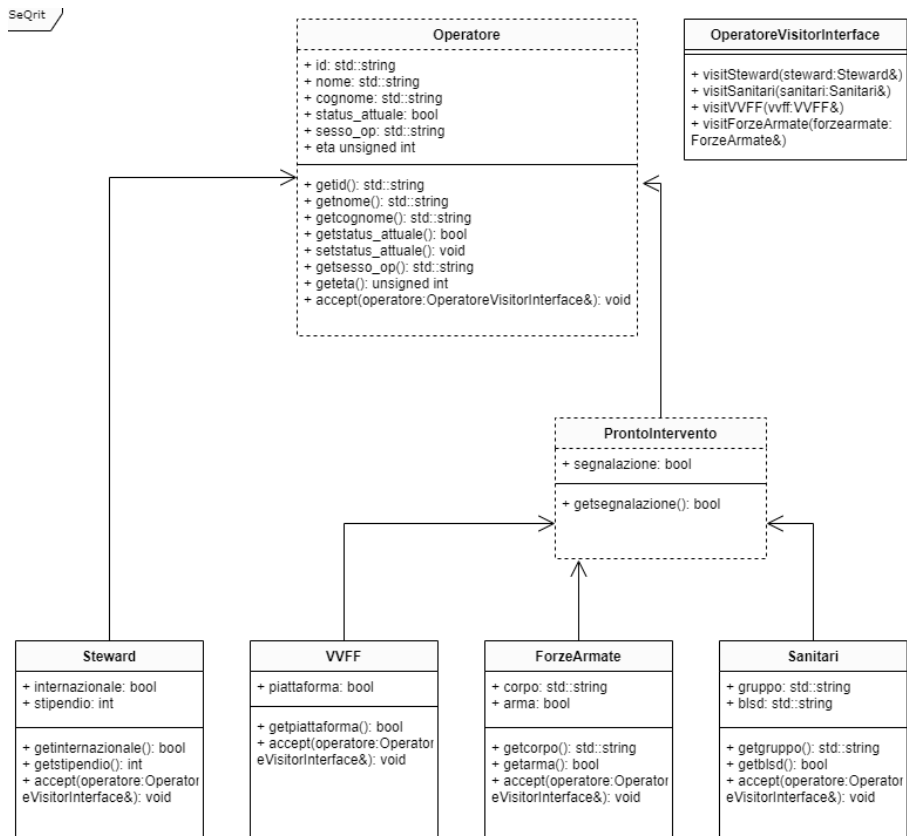 SeQrit
Operatore
+ id: std::string
+ nome: std::string
+ cognome: std::string
+ status_attuale: bool
+ sesso_op: std::string
+ eta unsigned int
+ getid(): std::string
+ getnome(): std::string
+ getcognome(): std::string
+ getstatus_attuale(): bool
+ setstatus_attuale(): void
+ getsesso_op(): std::string
+ geteta(): unsigned int
+ accept(operatore:OperatoreVisitorInterface&): void
OperatoreVisitorInterface
+ visitSteward(steward:Steward&)
+ visitSanitari(sanitari:Sanitari&)
+ visitVVFF(vvff:VVFF&)
+ visitForzeArmate(forzearmate:
ForzeArmate&)
ProntoIntervento
+ segnalazione: bool
+ getsegnalazione(): bool
Steward
+ internazionale: bool
+ stipendio: int
+ getinternazionale(): bool
+ getstipendio(): int
+ accept(operatore:Operator
eVisitorInterface&): void
VVFF
+ piattaforma: bool
+ getpiattaforma(): bool
+ accept(operatore:Operator
eVisitorInterface&): void
ForzeArmate
+ corpo: std::string
+ arma: bool
+ getcorpo(): std::string
+ getarma(): bool
+ accept(operatore:Operator
eVisitorInterface&): void
Sanitari
+ gruppo: std::string
+ blsd: std::string
+ getgruppo(): std::string
+ getblsd(): bool
+ accept(operatore:Operator
eVisitorInterface&): void